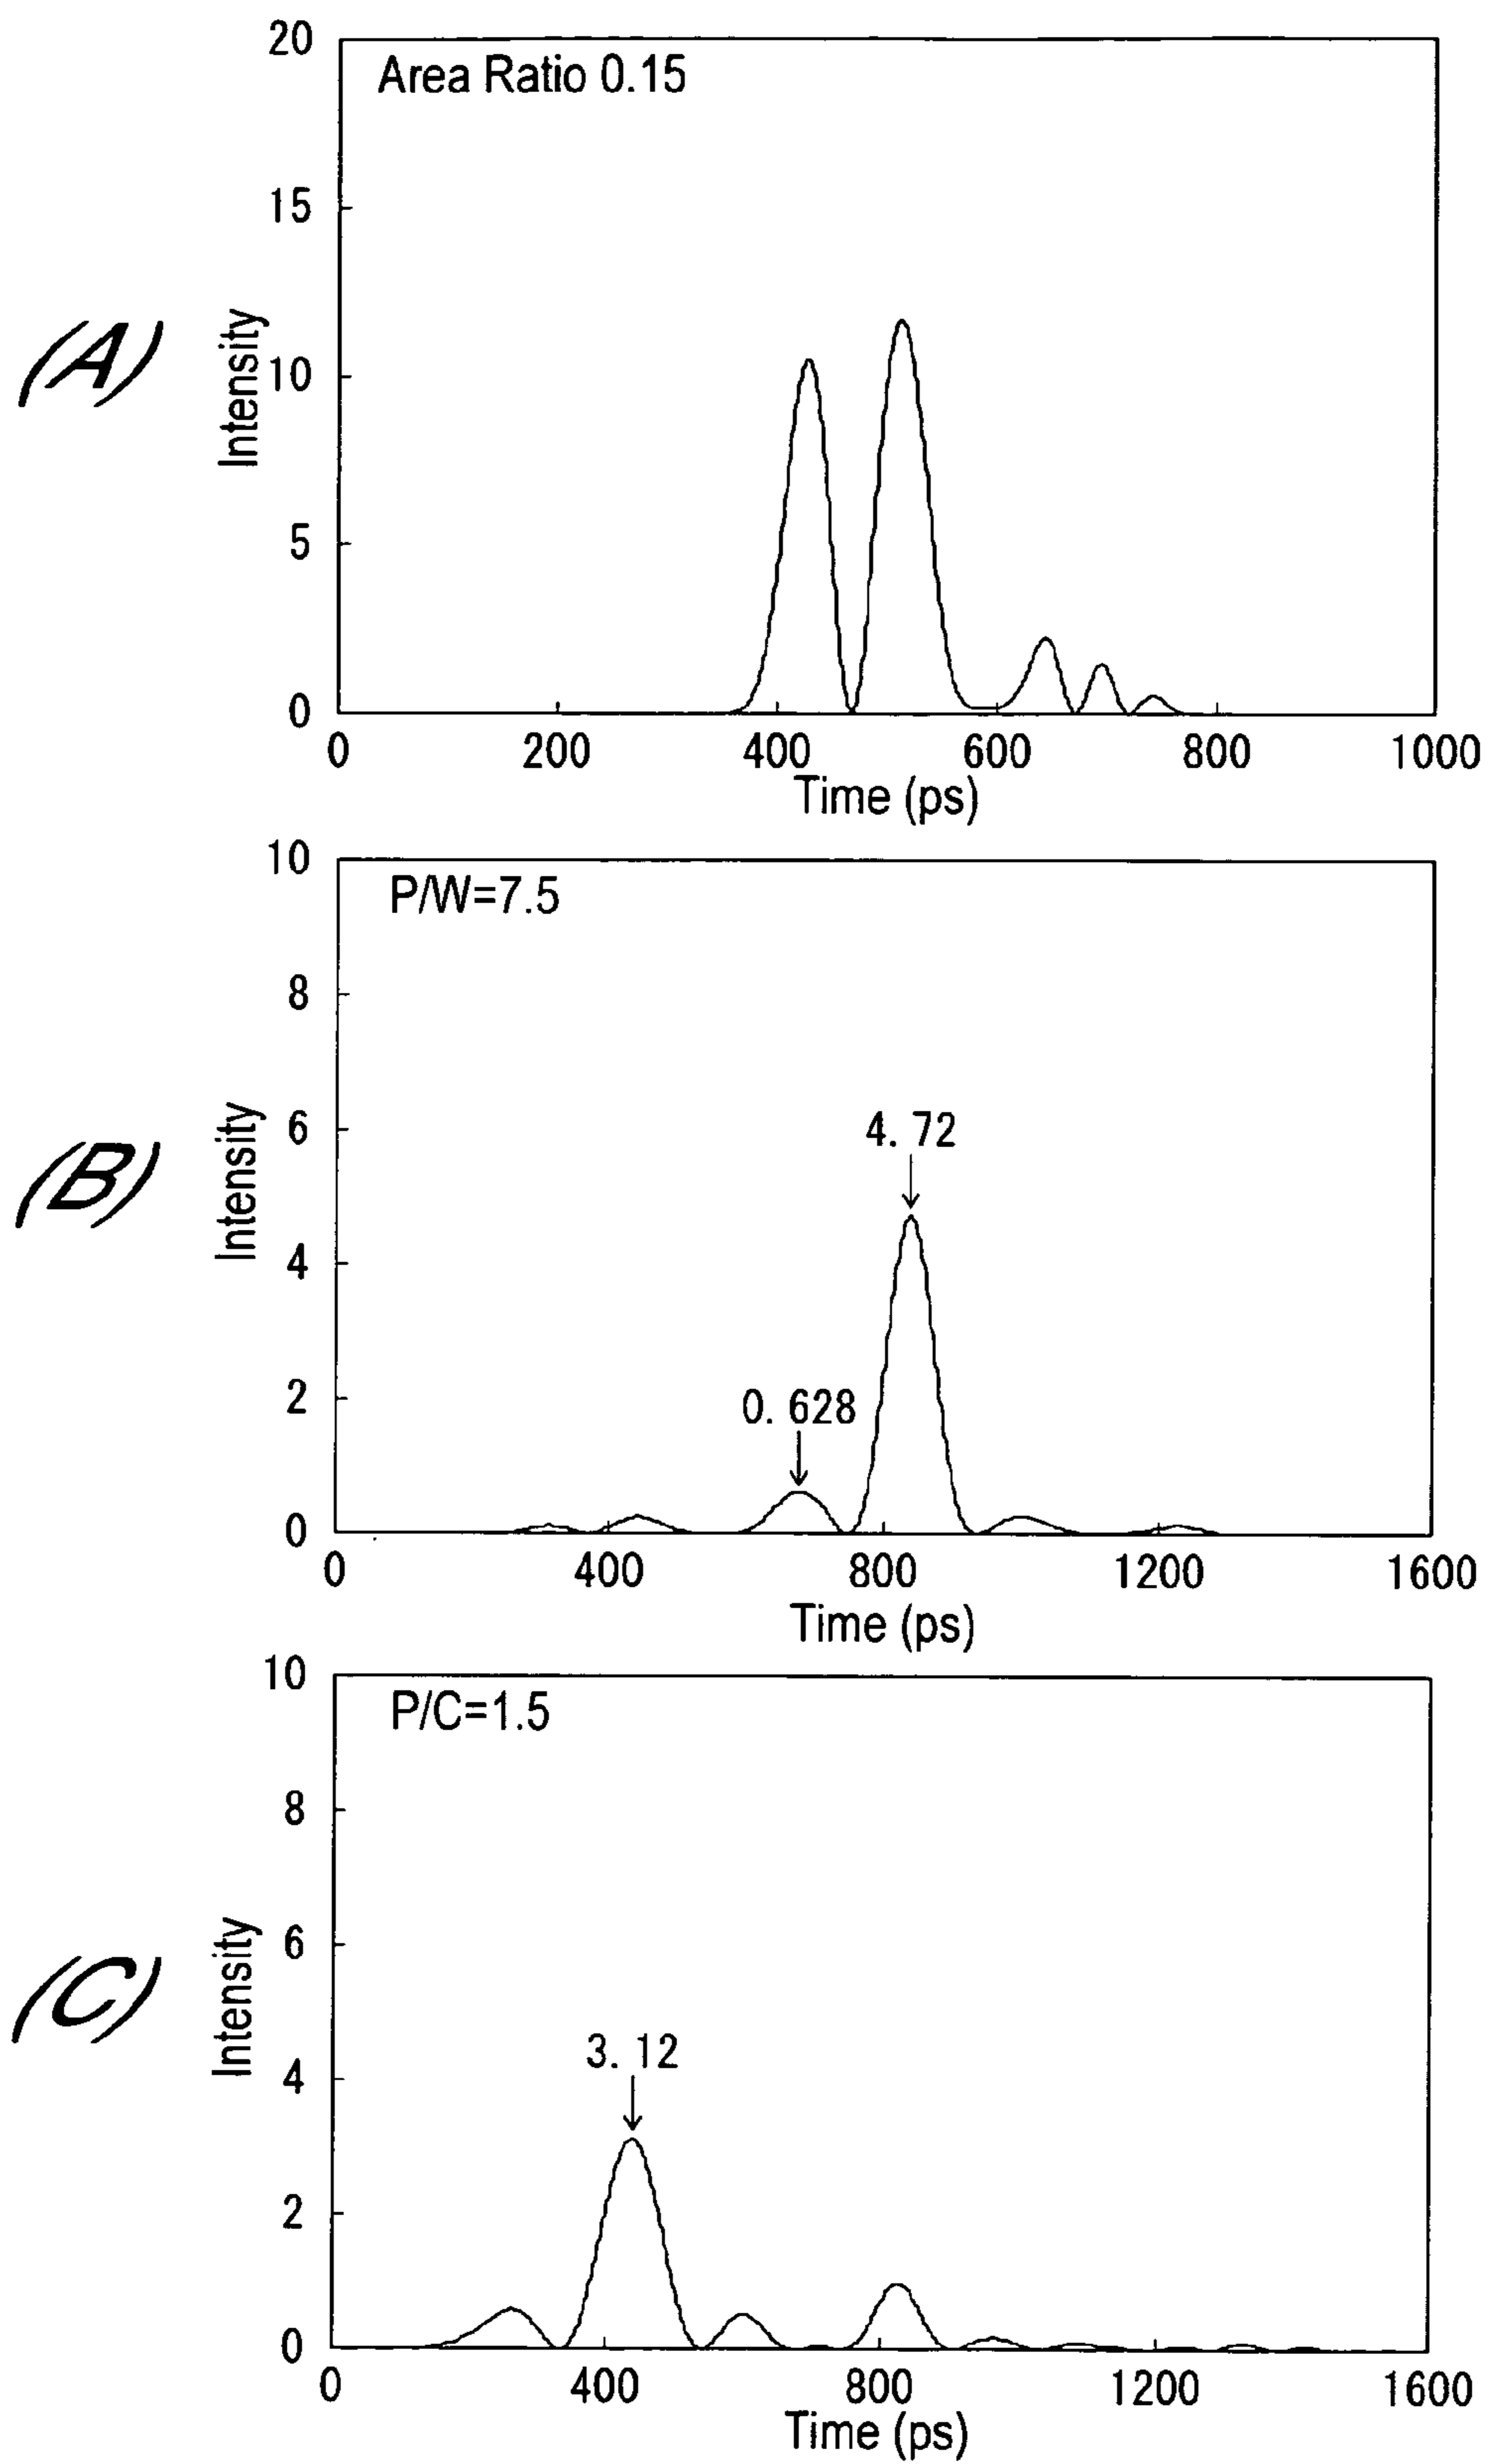 (A)
20
Area Ratio 0.15
15
10
5
0
Intensity
0 200 400 600 800 1000
Time (ps)
(B)
10
P/W=7.5
8
6
4
2
0
Intensity
4.72
0.628
0 400 800 1200 1600
Time (ps)
(C)
10
P/C=1.5
8
6
4
2
0
Intensity
3.12
0 400 800 1200 1600
Time (ps)